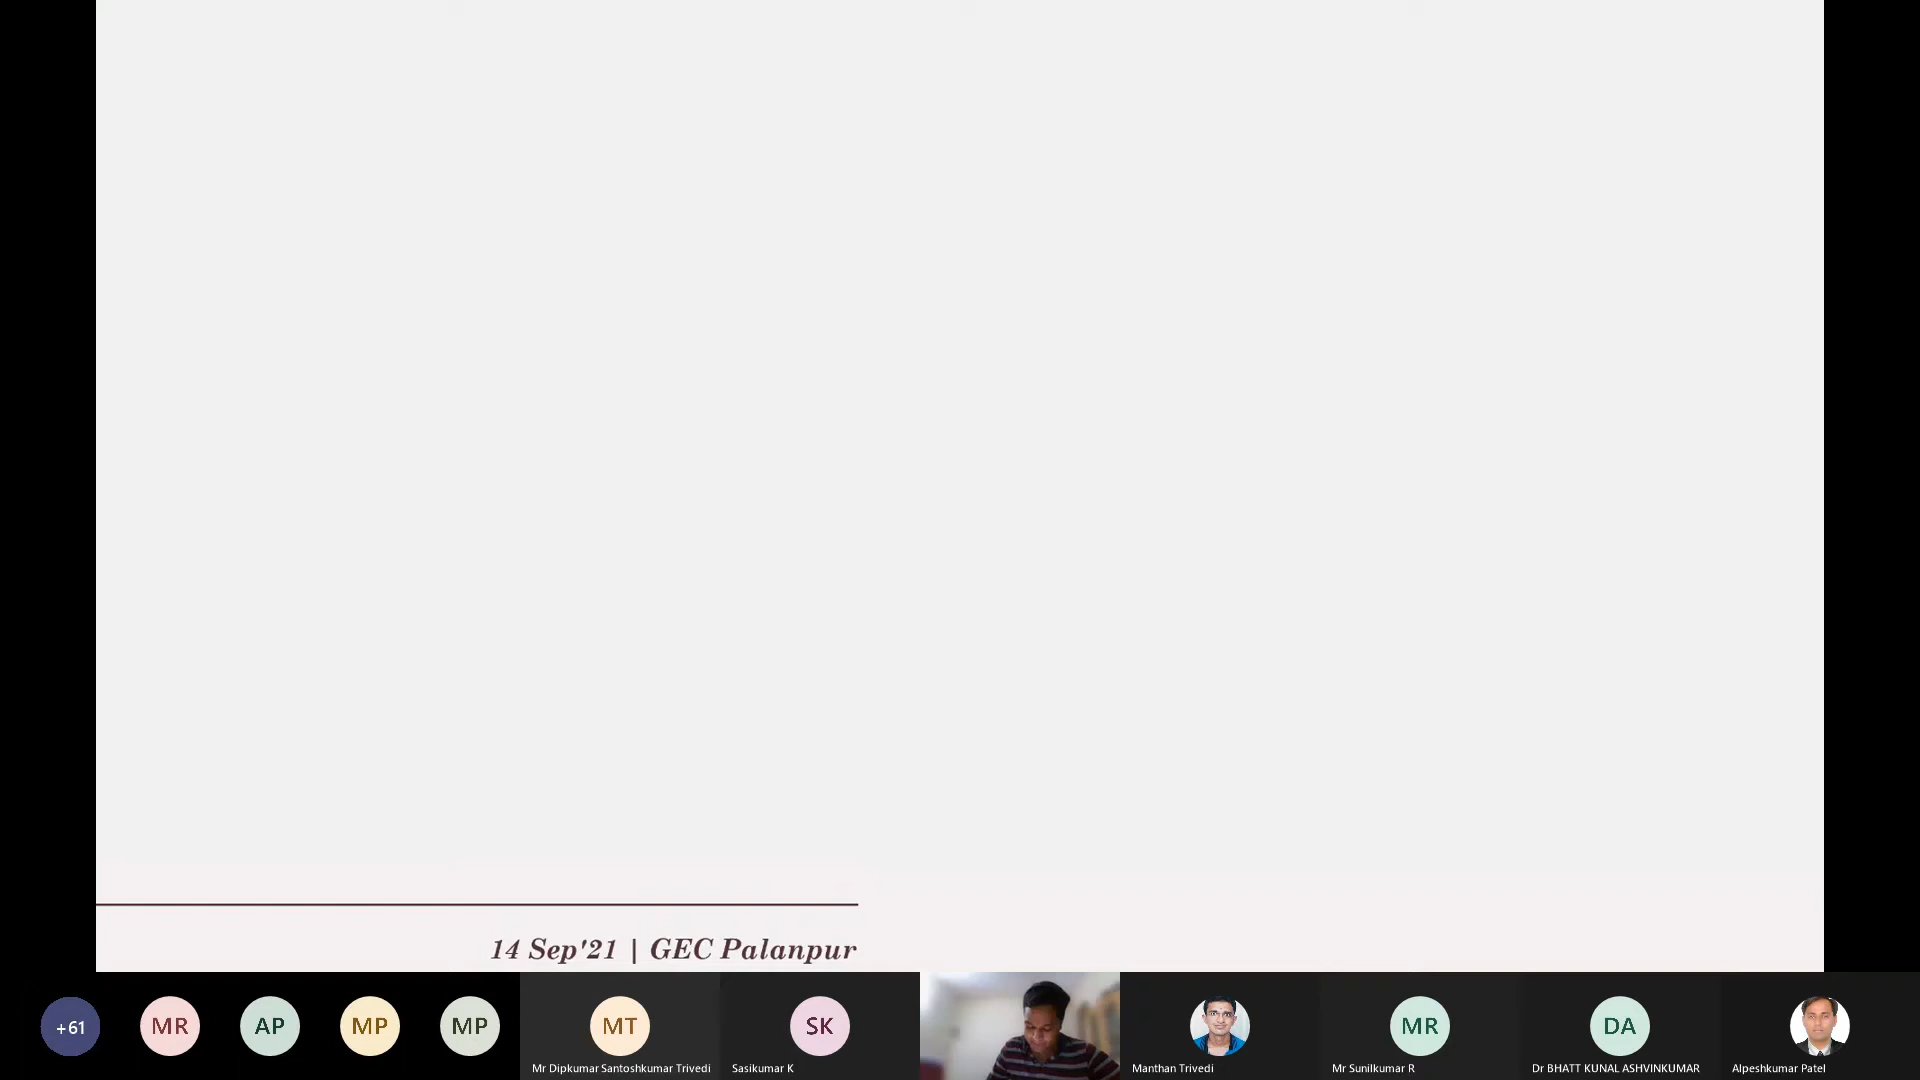 14 Sep'21 | GEC Palanpur
+61
MR
AP
MP
MP
MT
Mr Dipkumar Santoshkumar Trivedi
SK
Sasikumar K
Manthan Trivedi
MR
Mr Sunilkumar R
DA
Dr BHATT KUNAL ASHVINKUMAR
Alpeshkumar Patel